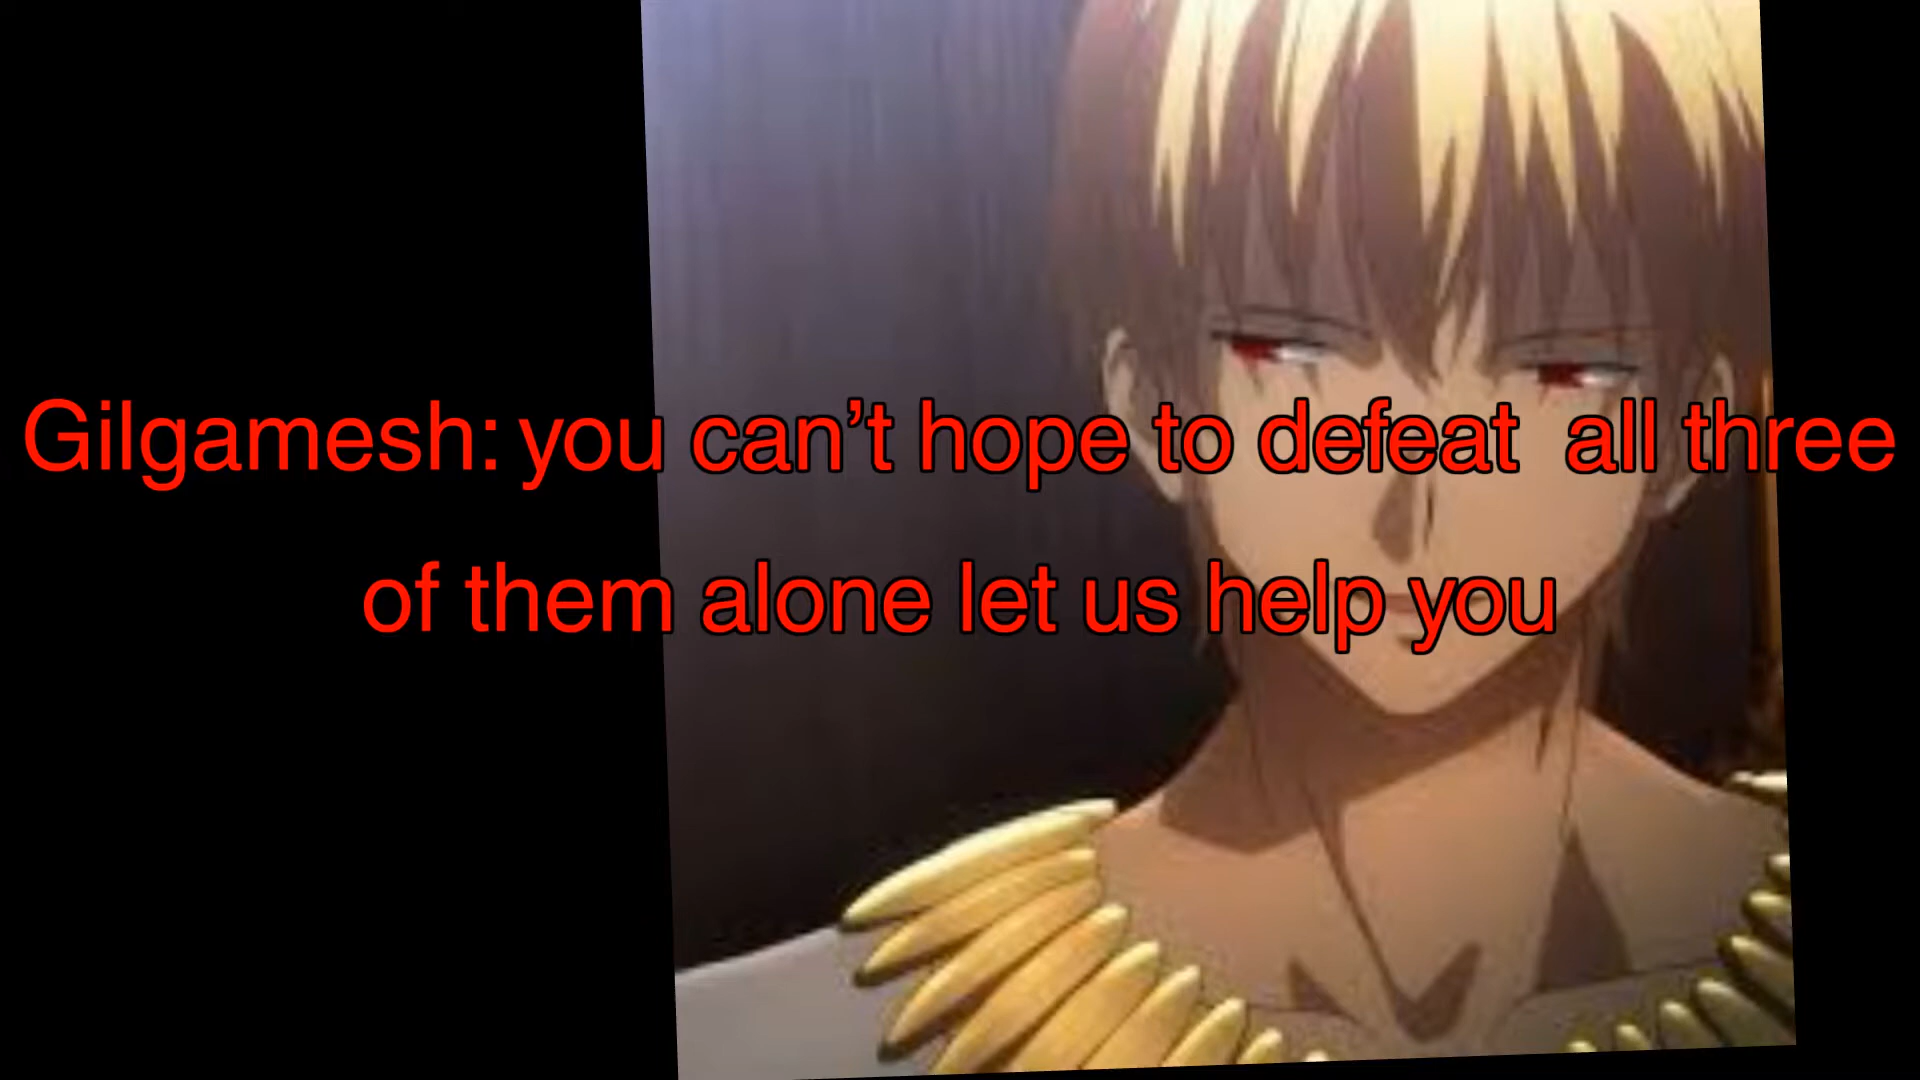 Gilgamesh: you can’t hope to defeat  all three
of them alone let us help you